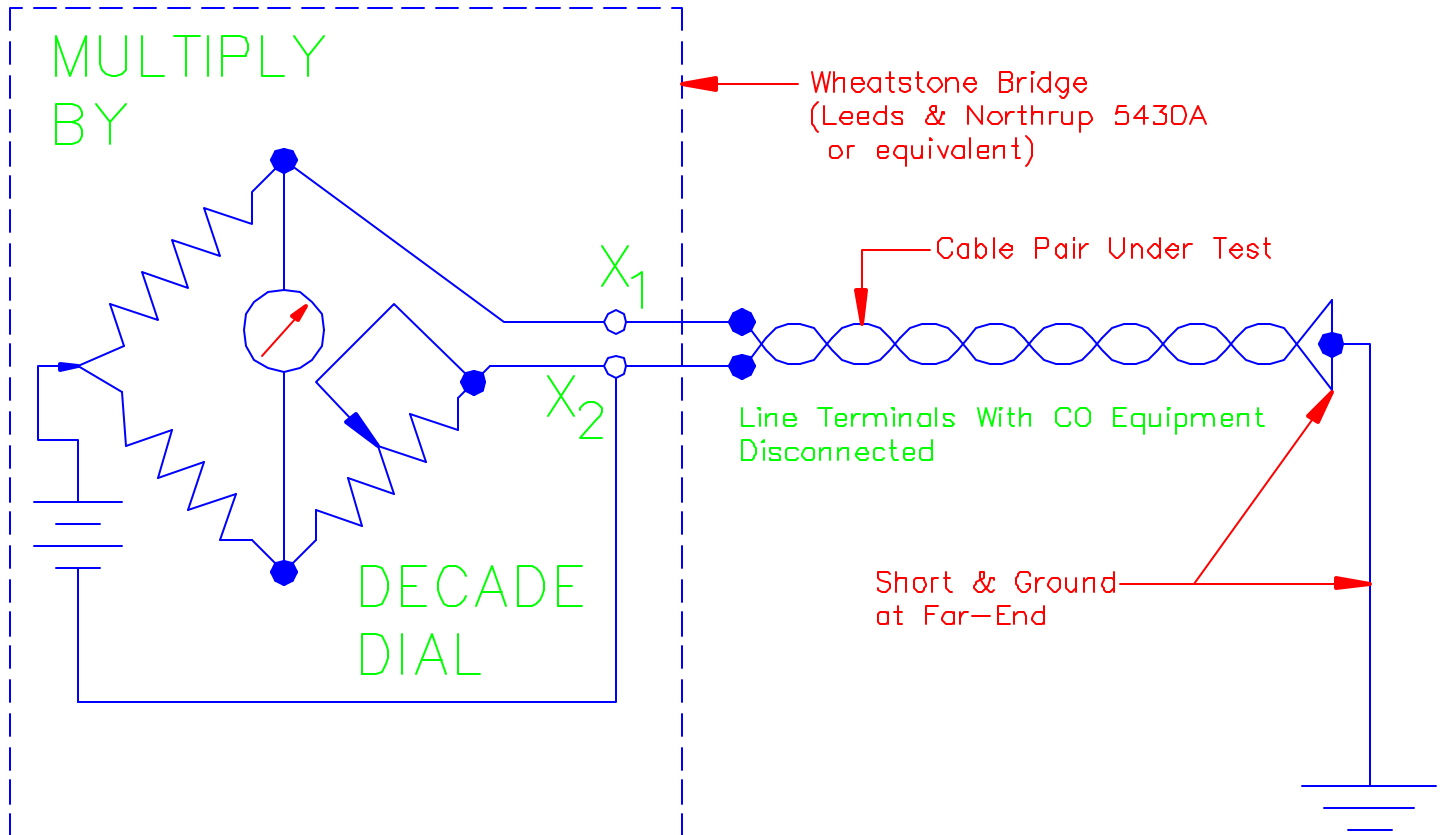 MULTIPLY
BY
Wheatstone Bridge
(Leeds & Northrup 5430A
or equivalent)
Cable Pair Under Test
X1
X2
Line Terminals With CO Equipment
Disconnected
DECADE
DIAL
Short & Ground
at Far-End